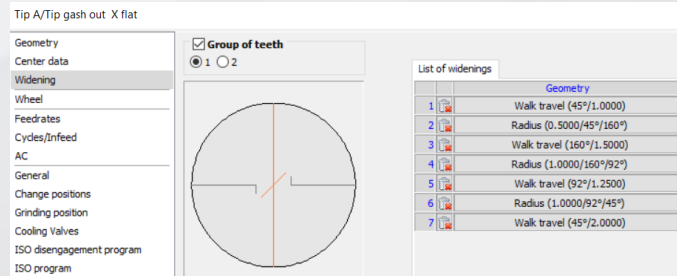 Tip A/Tip gash out X flat
Geometry
Center data
Widening
Wheel
Feedrates
Cycles/Infeed
AC
General
Change positions
Grinding position
Cooling Valves
ISO disengagement program
ISO program
Group of teeth
1 2
List of widenings
Geometry
1 Walk travel (45°/1.0000)
2 Radius (0.5000/45°/160°)
3 Walk travel (160°/1.5000)
4 Radius (1.0000/160°/92°)
5 Walk travel (92°/1.2500)
6 Radius (1.0000/92°/45°)
7 Walk travel (45°/2.0000)